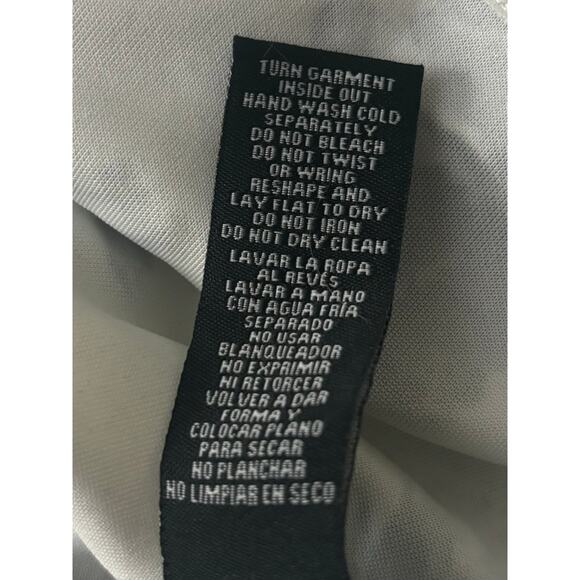 TURN GARMENT
INSIDE OUT
HAND WASH COLD
SEPARATELY
DO NOT BLEACH
DO NOT TWIST
OR WRING
RESHAPE AND
LAY FLAT TO DRY
DO NOT IRON
DO NOT DRY CLEAN
LAVAR LA ROPA
AL REVÉS
LAVAR A MANO
CON AGUA FRÍA
SEPARADO
NO USAR
BLANQUEADOR
NO EXPRIMIR
NI RETORCER
VOLVER A DAR
FORMA Y
COLOCAR PLANO
PARA SECAR
NO PLANCHAR
NO LIMPIAR EN SECO